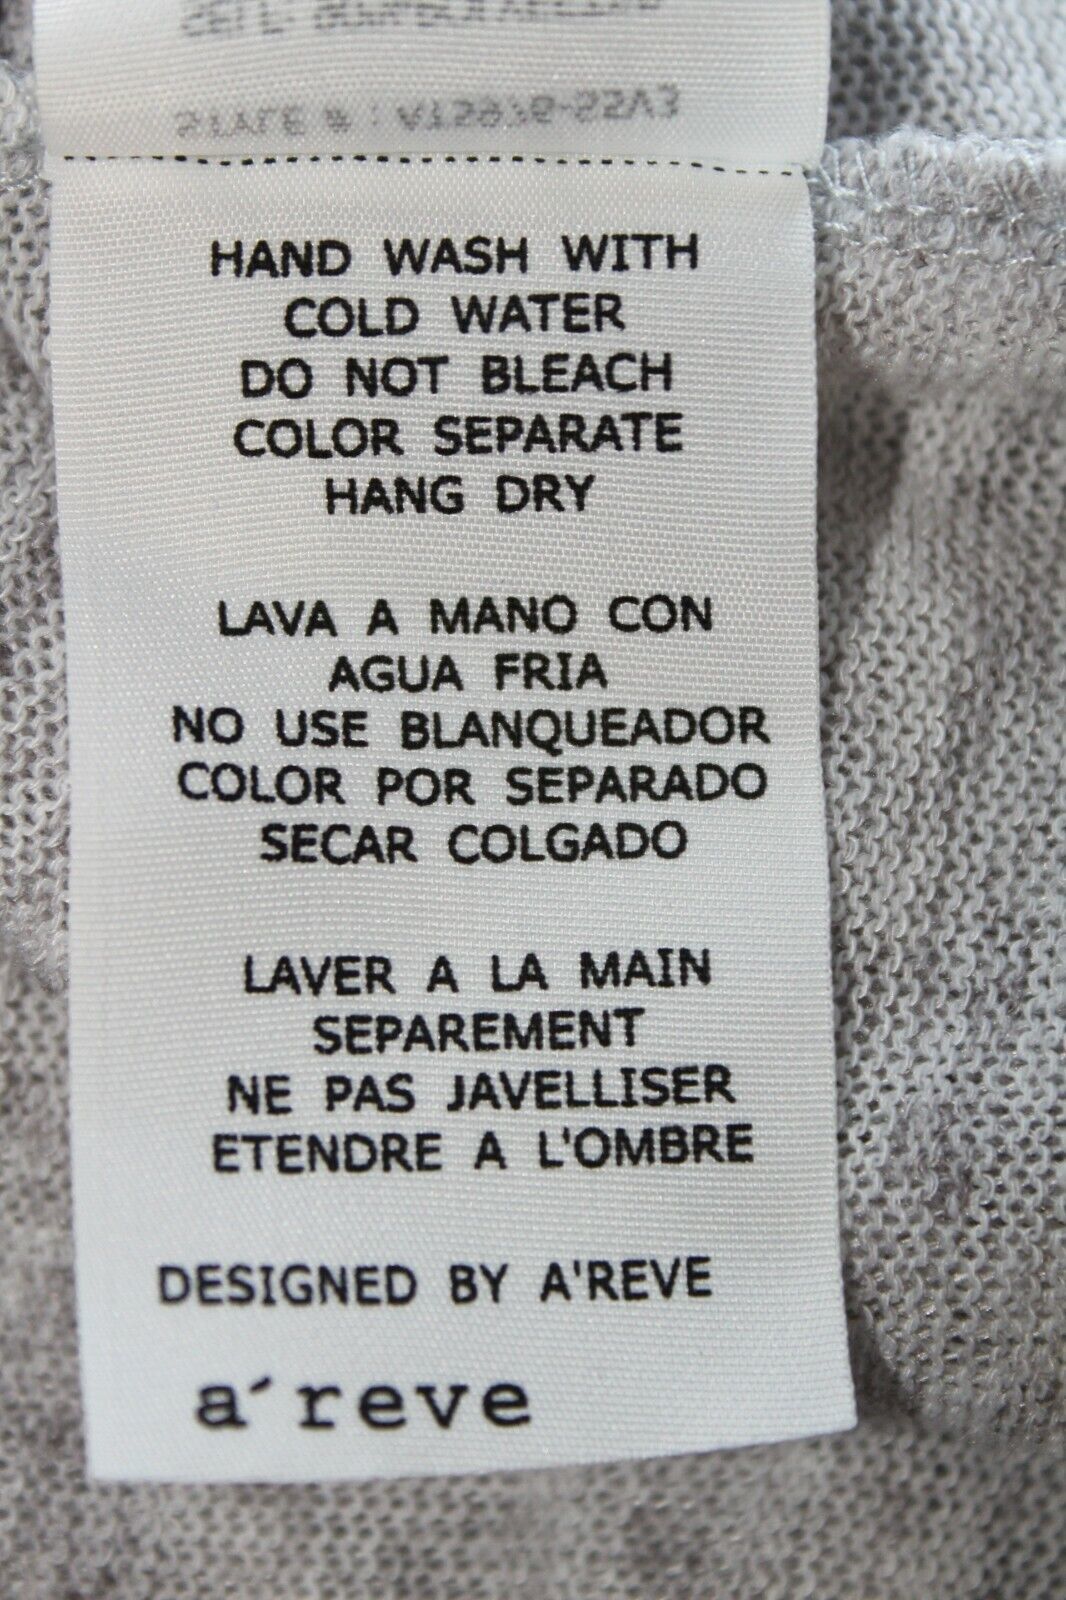 STYLE # :
HAND WASH WITH
COLD WATER
DO NOT BLEACH
COLOR SEPARATE
HANG DRY
LAVA A MANO CON
AGUA FRIA
NO USE BLANQUEADOR
COLOR POR SEPARADO
SECAR COLGADO
LAVER A LA MAIN
SEPAREMENT
NE PAS JAVELLISER
ETENDRE A L'OMBRE
DESIGNED BY A'REVE
a´reve